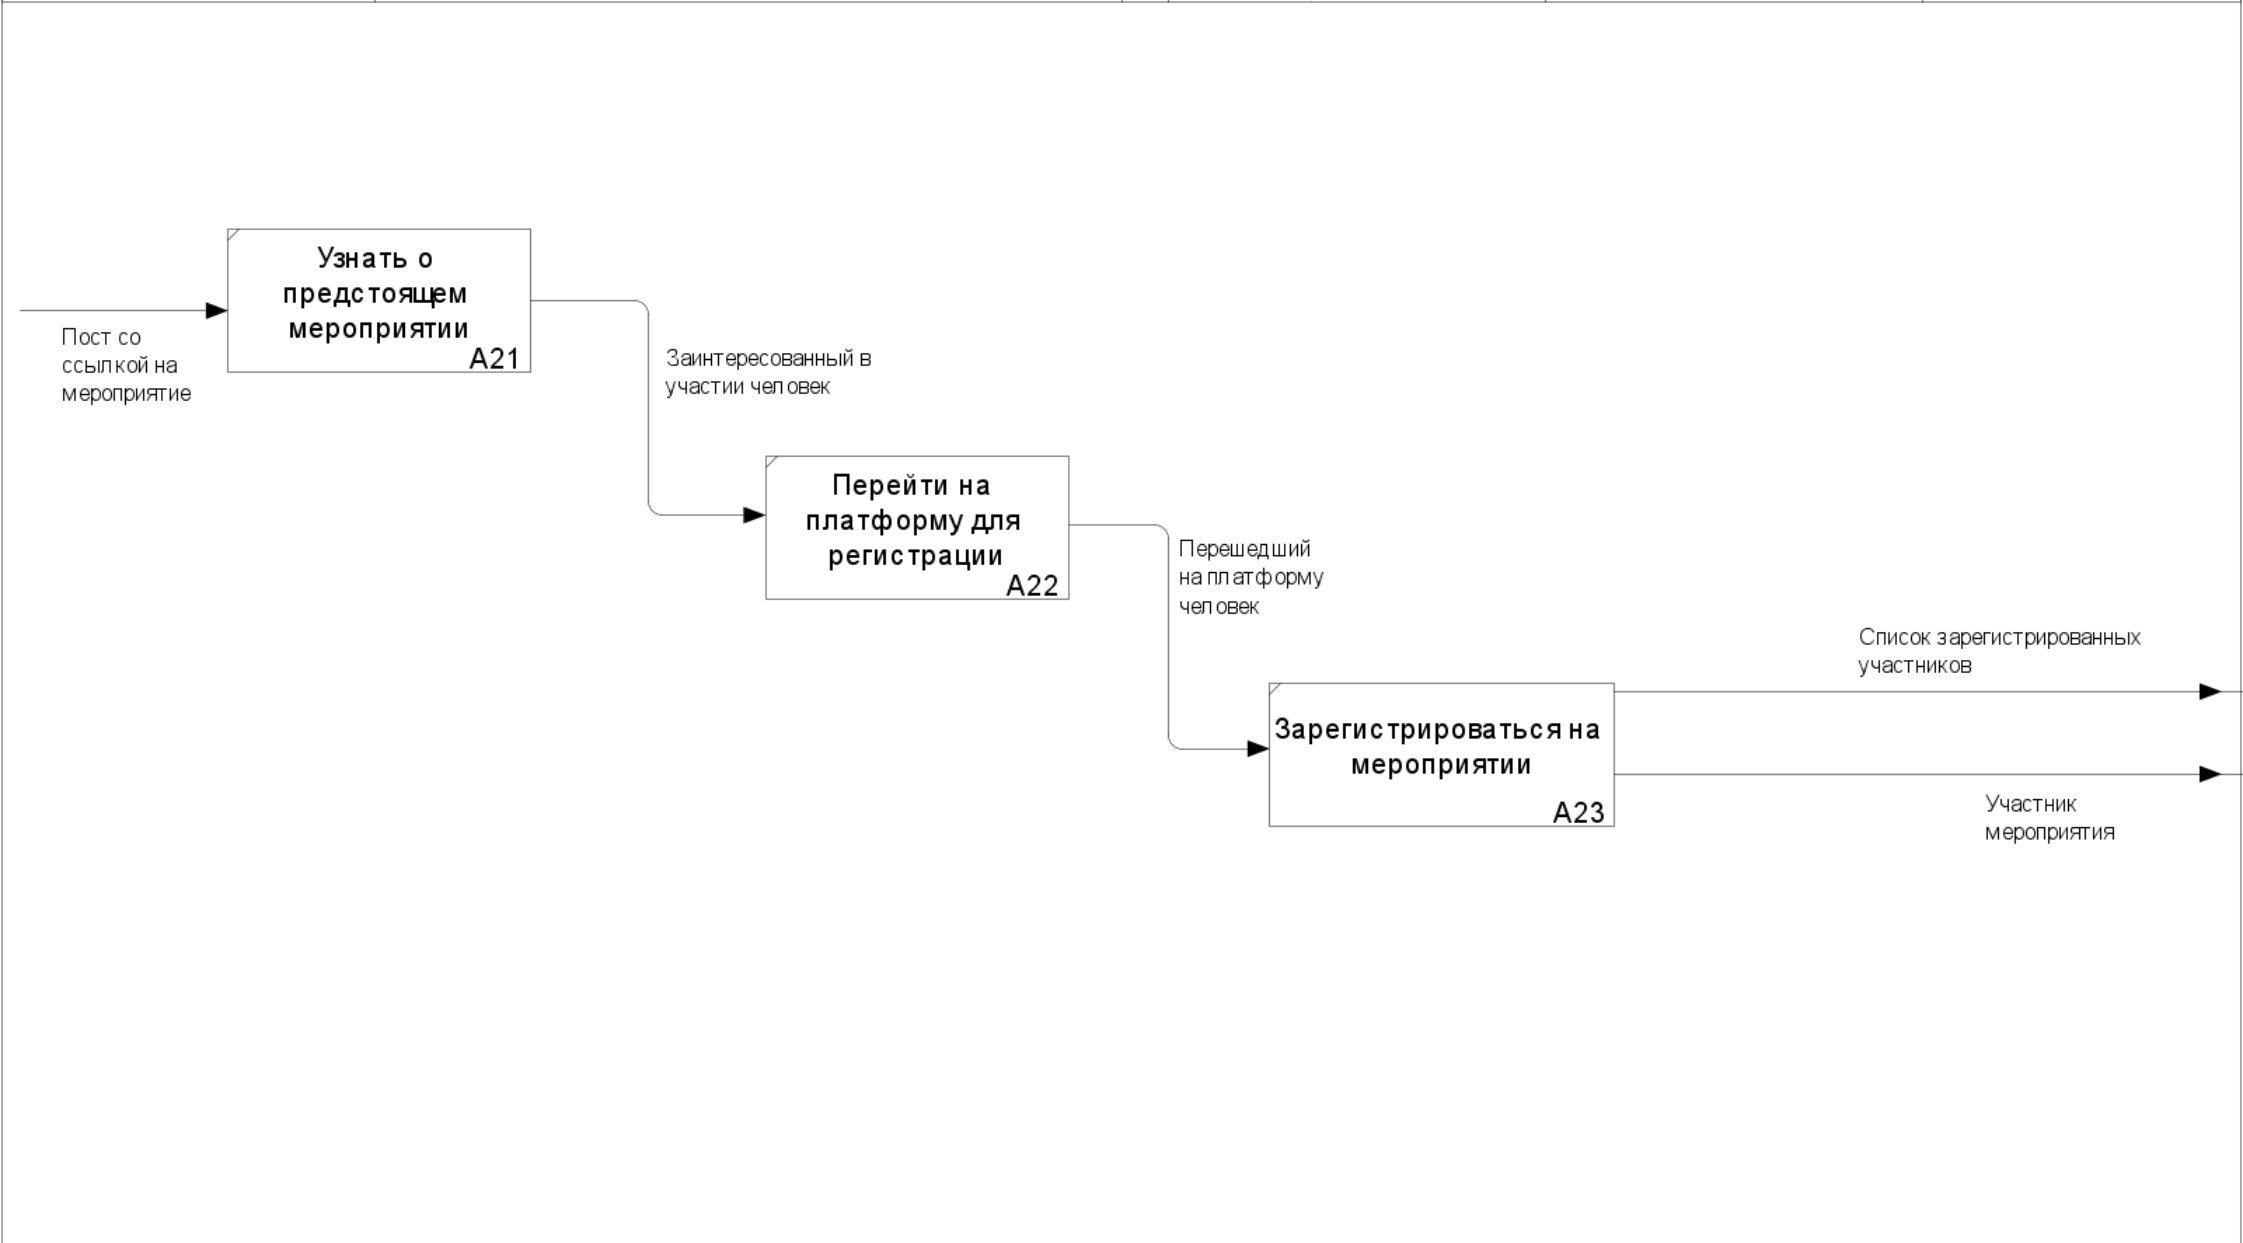 Узнать о
предстоящем
мероприятии
A21
Пост со
ссылкой на
мероприятие
Заинтересованный в
участии человек
Перейти на
платформу для
регистрации
A22
Перешедший
на платформу
человек
Список зарегистрированных
участников
Зарегистрироваться на
мероприятии
A23
Участник
мероприятия